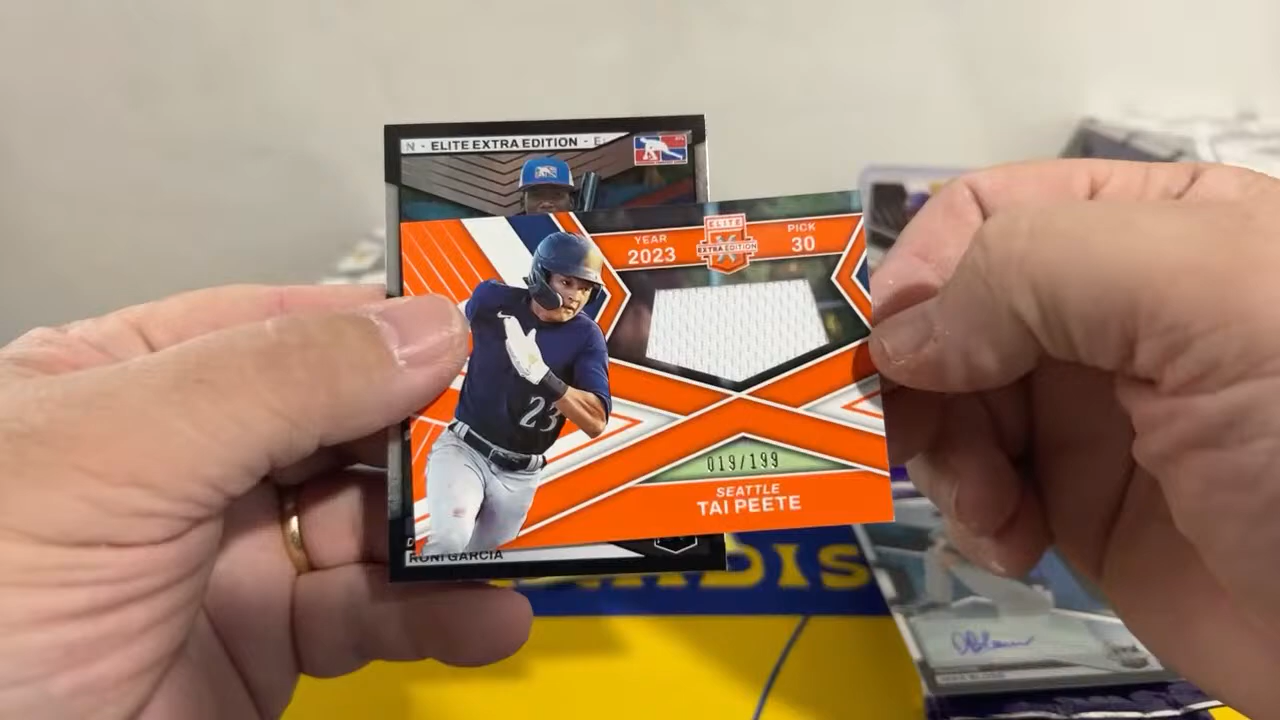 N - ELITE EXTRA EDITION - E
YEAR
2023
ELITE
EXTRA EDITION
X
PICK
30
23
019/199
SEATTLE
TAI PEETE
RONI GARCIA